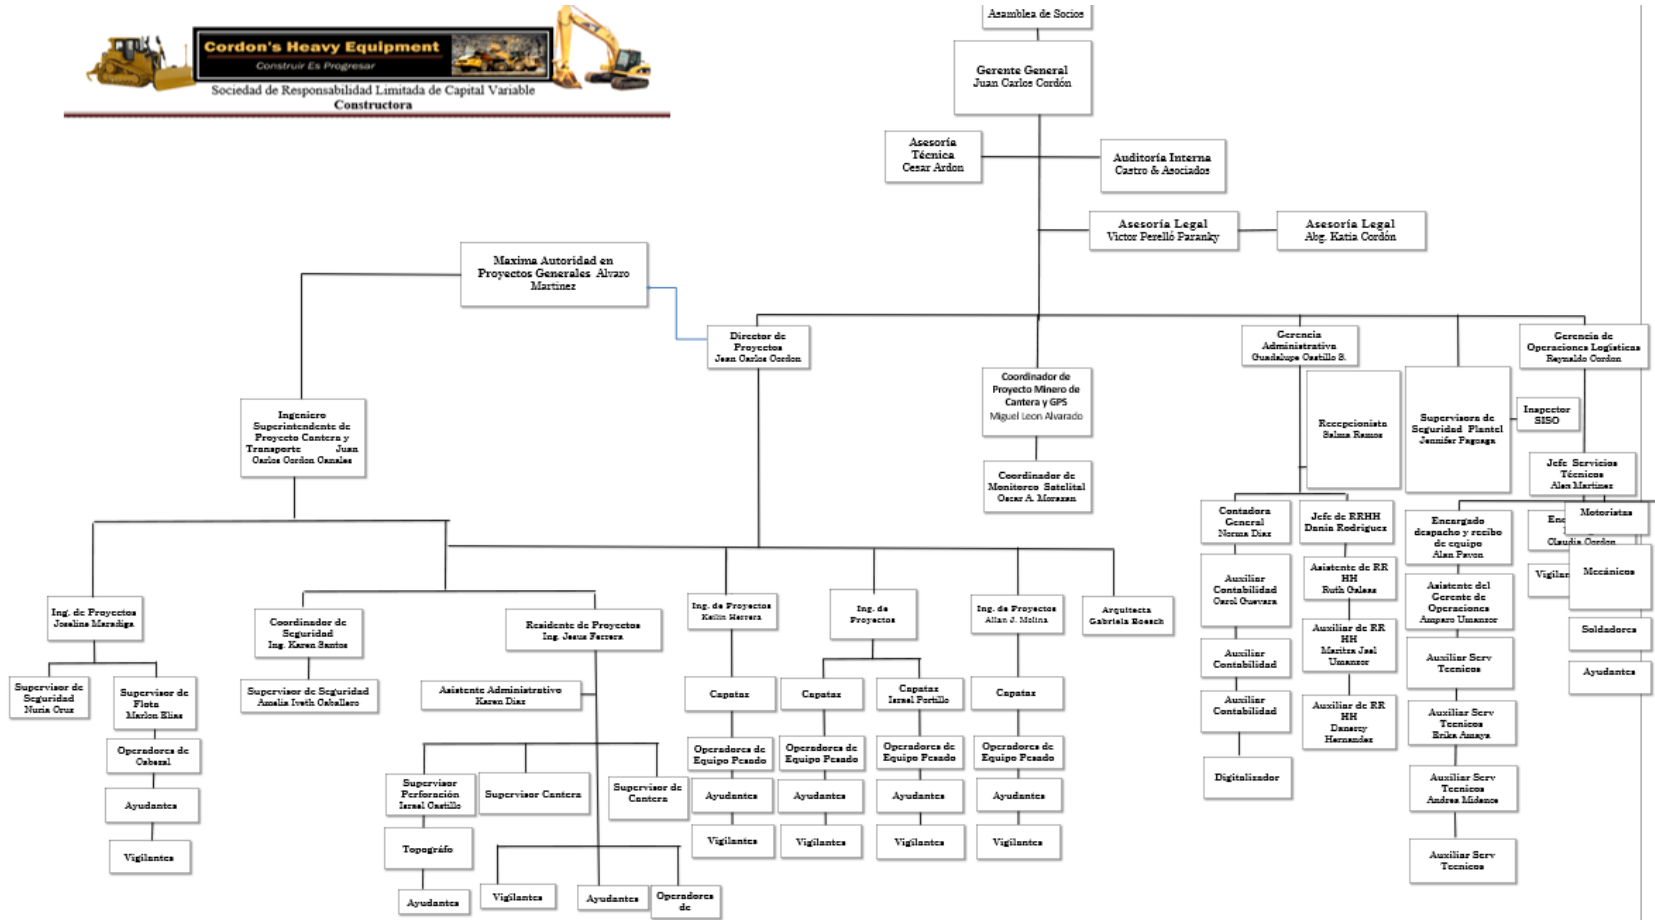 Cordon's Heavy Equipment
Construir Es Progresar
Sociedad de Responsabilidad Limitada de Capital Variable
Constructora
Asamblea de Socios
Gerente General
Juan Carlos Cordón
Asesoría
Técnica
Cesar Ardon
Auditoría Interna
Castro & Asociados
Asesoría Legal
Victor Perelló Paranky
Asesoría Legal
Abg. Katia Cordón
Maxima Autoridad en
Proyectos Generales Alvaro
Martinez
Director de
Proyectos
Jean Carlos Cordon
Coordinador de
Proyecto Minero de
Cantera y GPS
Miguel Leon Alvarado
Coordinador de
Monitoreo Satelital
Oscar A. Morazan
Gerencia
Administrativa
Guadalupe Castillo B.
Recepcionista
Salma Ramos
Supervisora de
Seguridad Plantel
Jennifer Pagoaga
Inspector
SISO
Gerencia de
Operaciones Logísticas
Reynaldo Cordon
Jefe Servicios
Técnicos
Alex Martinez
Ingeniero
Superintendente de
Proyecto Cantera y
Transporte Juan
Carlos Cordon Canales
Ing. de Proyectos
Joseline Maradiga
Supervisor de
Seguridad
Nuria Cruz
Supervisor de
Flota
Marlon Elias
Operadores de
Cabezal
Ayudantes
Vigilantes
Coordinador de
Seguridad
Ing. Karen Santos
Supervisor de Seguridad
Amelia Iveth Caballero
Residente de Proyectos
Ing. Jesus Ferrera
Asistente Administrativo
Karen Diaz
Supervisor
Perforación
Israel Castillo
Supervisor Cantera
Supervisor de
Cantera
Topográfo
Ayudantes
Vigilantes
Ayudantes
Operadores
de
Ing. de Proyectos
Keilin Herrera
Capataz
Operadores de
Equipo Pesado
Ayudantes
Vigilantes
Ing. de
Proyectos
Capataz
Operadores de
Equipo Pesado
Ayudantes
Vigilantes
Capataz
Israel Portillo
Operadores de
Equipo Pesado
Ayudantes
Vigilantes
Ing. de Proyectos
Allan J. Molina
Capataz
Operadores de
Equipo Pesado
Ayudantes
Vigilantes
Arquitecta
Gabriela Boesch
Contadora
General
Norma Diaz
Auxiliar
Contabilidad
Carol Guevara
Auxiliar
Contabilidad
Auxiliar
Contabilidad
Digitalizador
Jefe de RRHH
Dania Rodriguez
Asistente de RR
HH
Ruth Galeas
Auxiliar de RR
HH
Maritza Jael
Umanzor
Auxiliar de RR
HH
Hernandez
Encargado
despacho y recibo
de equipo
Alan Pavon
Asistente del
Gerente de
Operaciones
Amparo Umanzor
Auxiliar Serv
Tecnicos
Auxiliar Serv
Tecnicos
Erika Amaya
Auxiliar Serv
Tecnicos
Andrea Midence
Auxiliar Serv
Tecnicos
Claudia Cordon
Motoristas
Mecánicos
Soldadores
Ayudantes